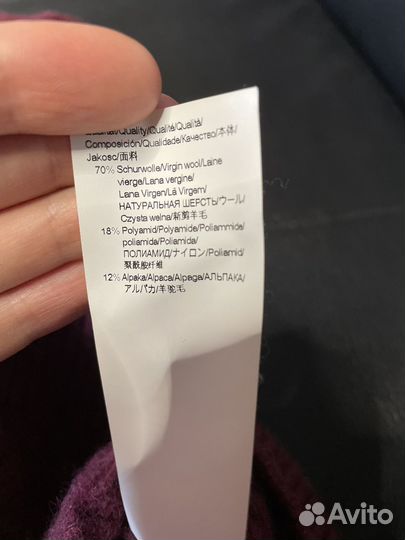 Qualität/Quality/Qualité/Qualità/
Composición/Qualidade/Качество/本体/
Jakosc/面料
70% Schurwolle/Virgin wool/Laine
vierge/Lana vergine/
Lana Virgen/Lã Virgem/
НАТУРАЛЬНАЯ ШЕРСТЬ/ウール/
Czysta welna/新剪羊毛
18% Polyamid/Polyamide/Poliammide/
poliamida/Poliamida/
ПОЛИАМИД/ナイロン/Poliamid/
聚酰胺纤维
12% Alpaka/Alpaca/Alpaga/АЛЬПАКА/
アルパカ/羊驼毛
Avito